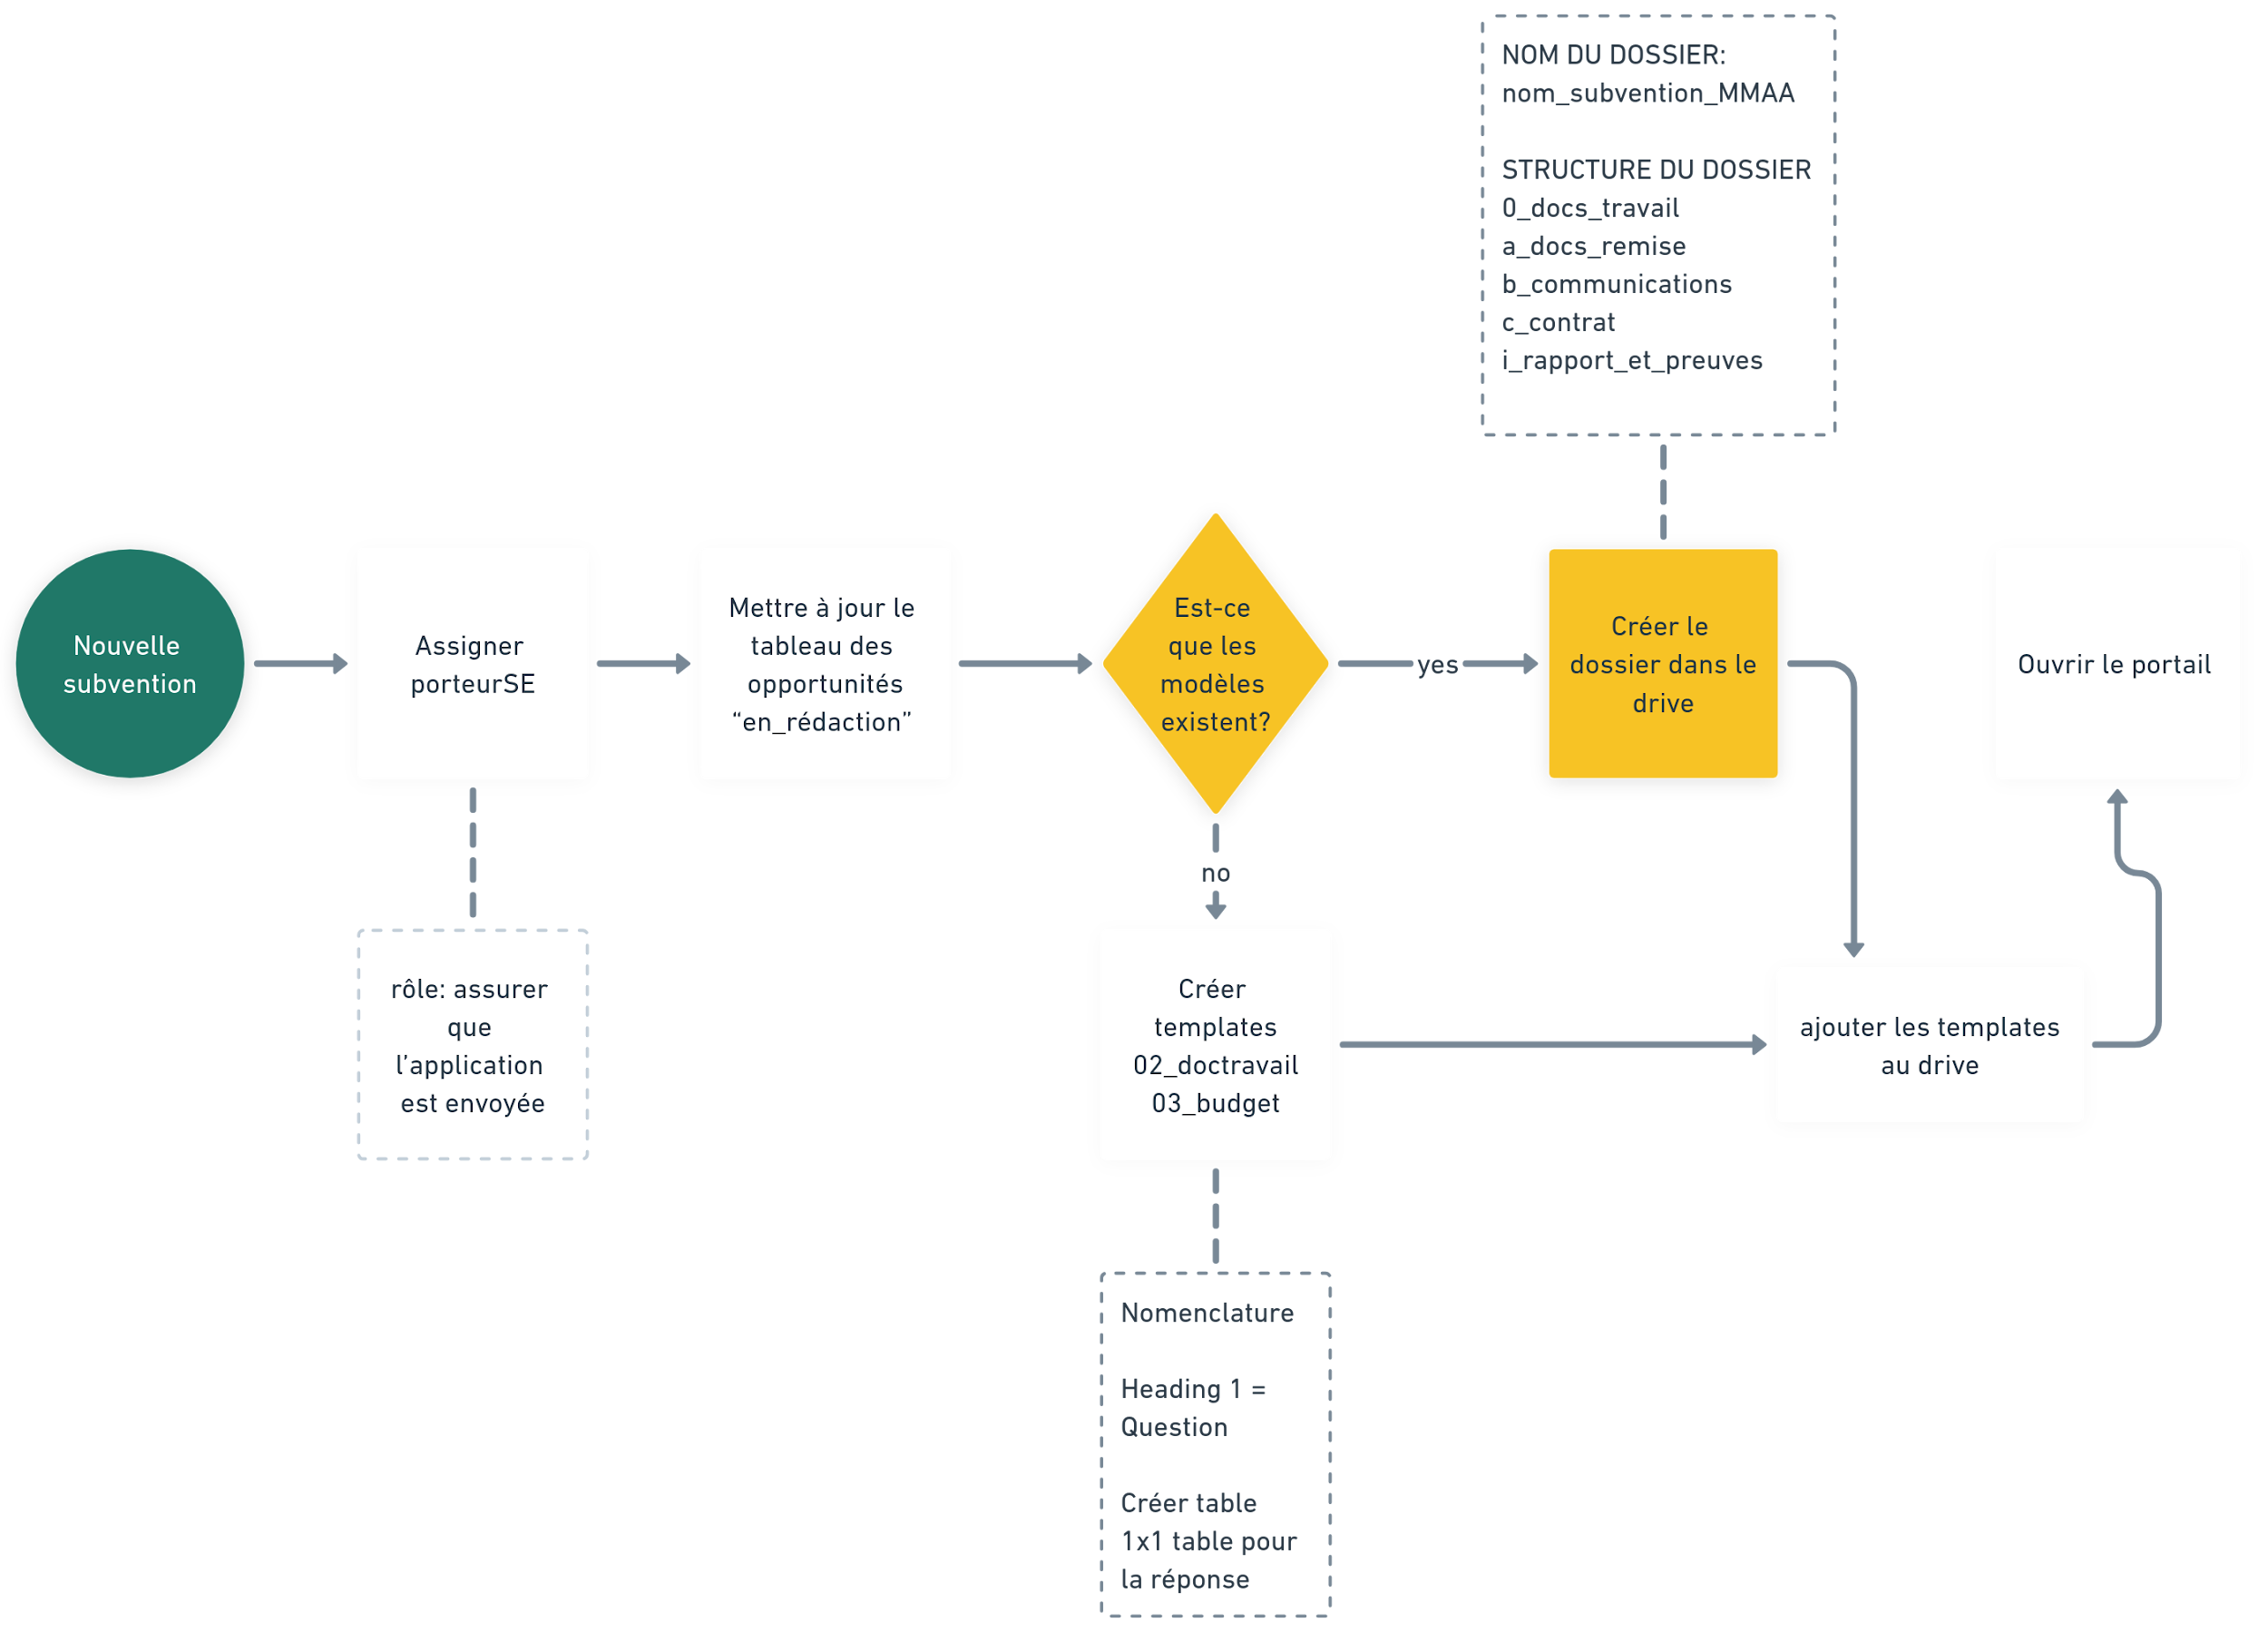 NOM DU DOSSIER:
nom_subvention_MMAA
STRUCTURE DU DOSSIER
0_docs_travail
a_docs_remise
b_communications
c_contrat
i_rapport_et_preuves
Nouvelle
subvention
Assigner
porteurSE
Mettre à jour le
tableau des
opportunités
“en_rédaction”
Est-ce
que les
modèles
existent?
yes
Créer le
dossier dans le
drive
Ouvrir le portail
no
rôle: assurer
que
l’application
est envoyée
Créer
templates
02_doctravail
03_budget
ajouter les templates
au drive
Nomenclature
Heading 1 =
Question
Créer table
1x1 table pour
la réponse